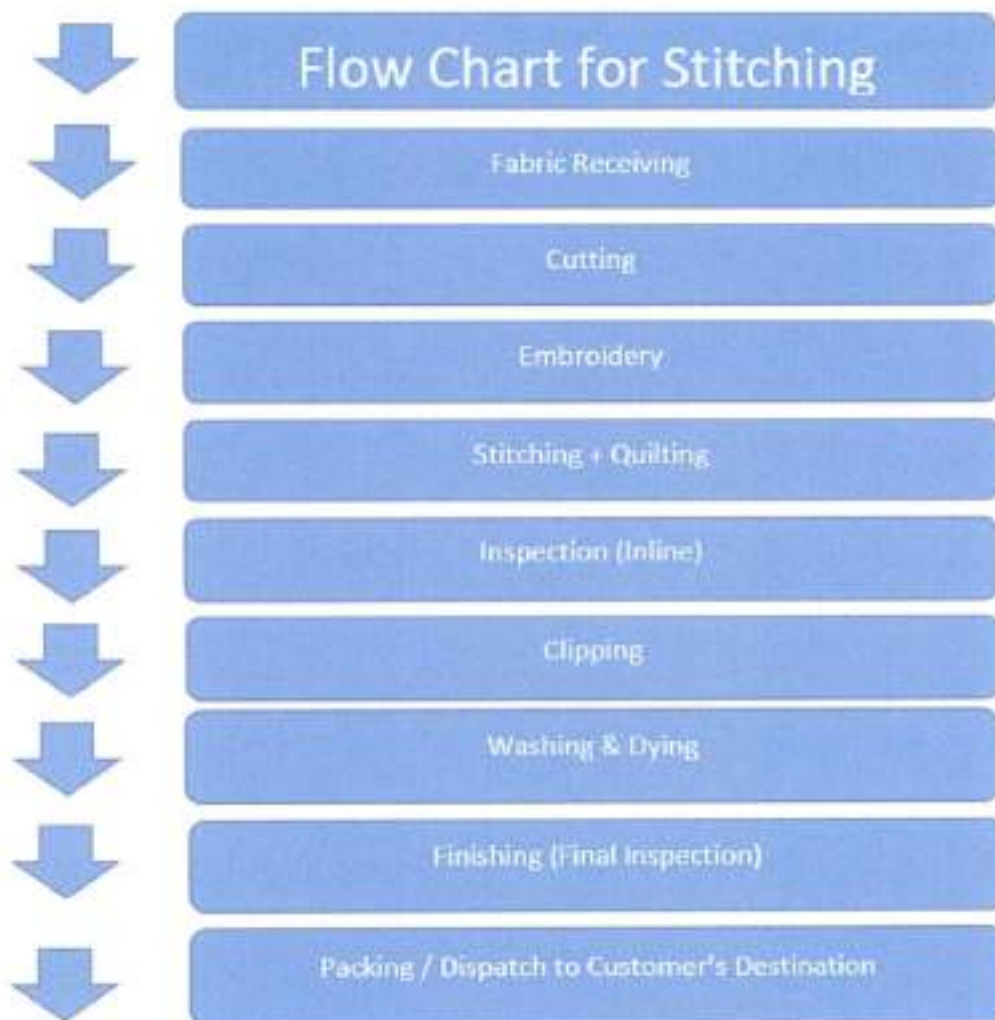 Flow Chart for Stitching
Fabric Receiving
Cutting
Embroidery
Stitching + Quilting
Inspection (Inline)
Clipping
Washing & Dying
Finishing (Final Inspection)
Packing / Dispatch to Customer's Destination